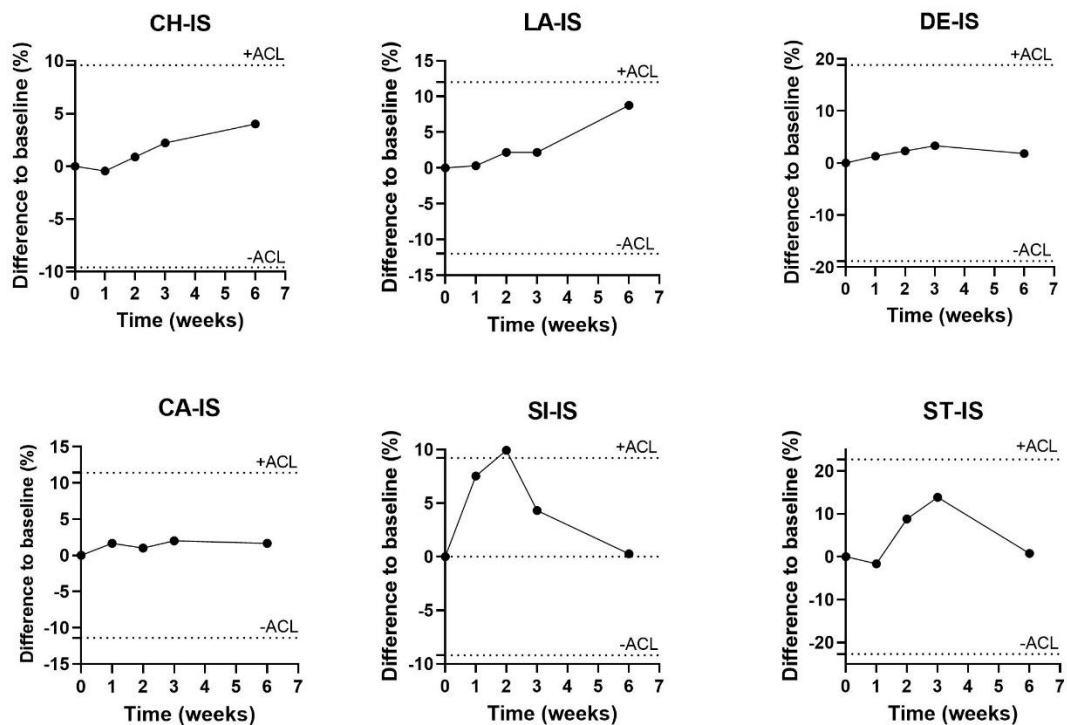 CH-IS
Difference to baseline (%)
10
5
0
-5
-10
+ACL
-ACL
0 1 2 3 4 5 6 7
Time (weeks)
LA-IS
Difference to baseline (%)
15
10
5
0
-5
-10
-15
+ACL
-ACL
0 1 2 3 4 5 6 7
Time (weeks)
DE-IS
Difference to baseline (%)
20
10
0
-10
-20
+ACL
-ACL
0 1 2 3 4 5 6 7
Time (weeks)
CA-IS
Difference to baseline (%)
15
10
5
0
-5
-10
-15
+ACL
-ACL
0 1 2 3 4 5 6 7
Time (weeks)
SI-IS
Difference to baseline (%)
10
5
0
-5
-10
+ACL
-ACL
0 1 2 3 4 5 6 7
Time (weeks)
ST-IS
Difference to baseline (%)
20
10
0
-10
-20
+ACL
-ACL
0 1 2 3 4 5 6 7
Time (weeks)